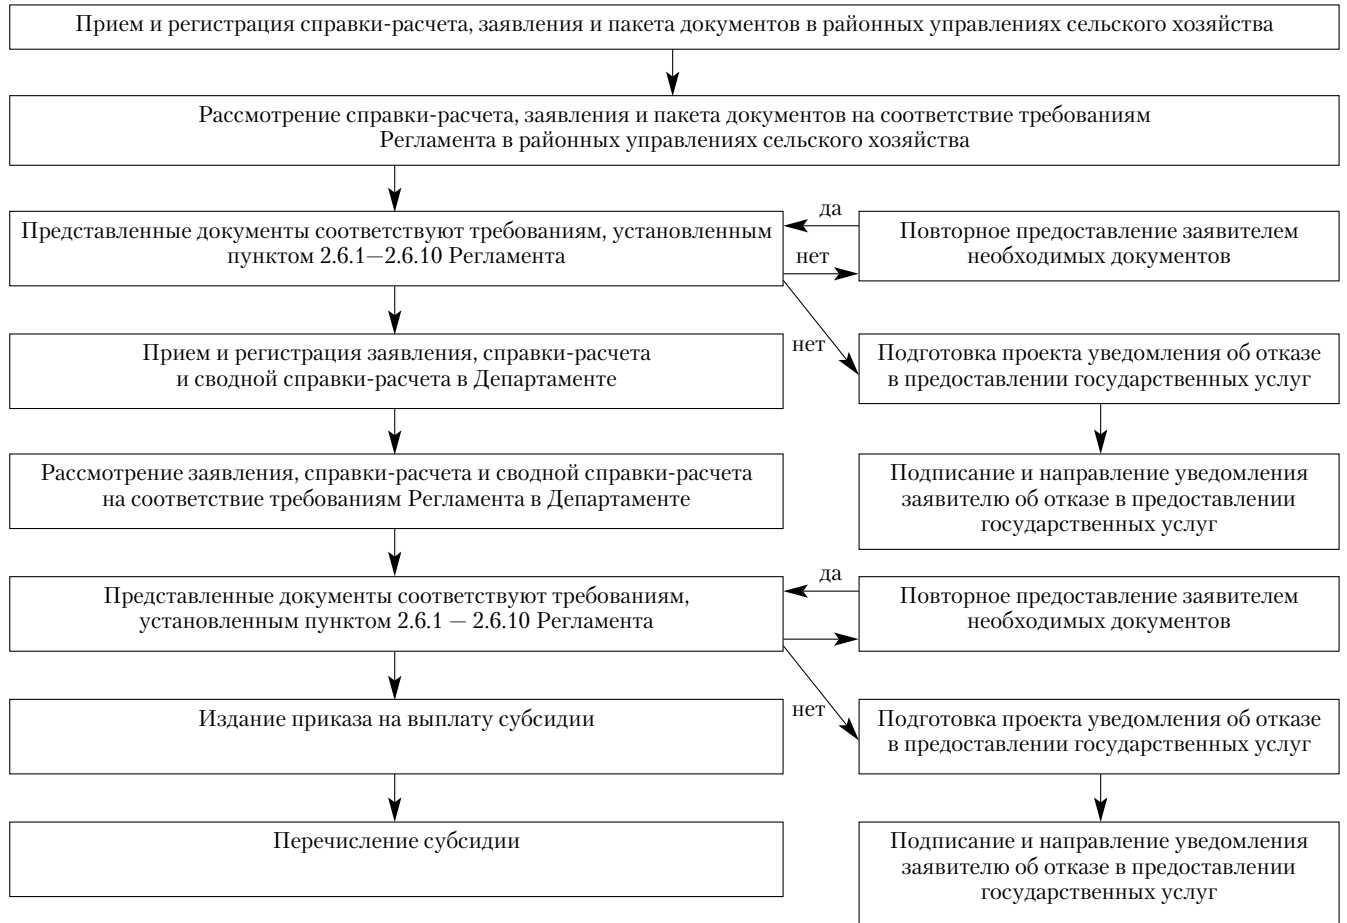 Прием и регистрация справки-расчета, заявления и пакета документов в районных управлениях сельского хозяйства
Рассмотрение справки-расчета, заявления и пакета документов на соответствие требованиям
Регламента в районных управлениях сельского хозяйства
Представленные документы соответствуют требованиям, установленным
пунктом 2.6.1—2.6.10 Регламента
да
нет
Повторное предоставление заявителем
необходимых документов
Прием и регистрация заявления, справки-расчета
и сводной справки-расчета в Департаменте
нет
Подготовка проекта уведомления об отказе
в предоставлении государственных услуг
Рассмотрение заявления, справки-расчета и сводной справки-расчета
на соответствие требованиям Регламента в Департаменте
Подписание и направление уведомления
заявителю об отказе в предоставлении
государственных услуг
Представленные документы соответствуют требованиям,
установленным пунктом 2.6.1 — 2.6.10 Регламента
да
Повторное предоставление заявителем
необходимых документов
Издание приказа на выплату субсидии
нет
Подготовка проекта уведомления об отказе
в предоставлении государственных услуг
Перечисление субсидии
Подписание и направление уведомления
заявителю об отказе в предоставлении
государственных услуг